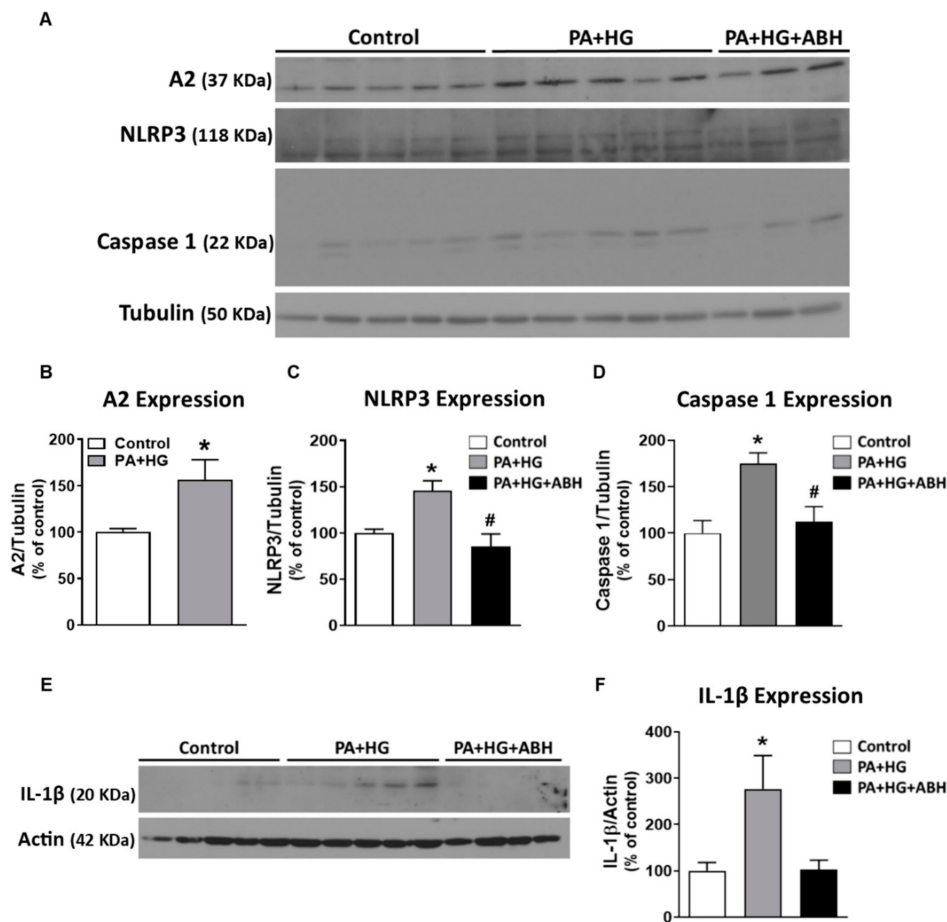 A
Control PA+HG PA+HG+ABH
A2 (37 KDa)
NLRP3 (118 KDa)
Caspase 1 (22 KDa)
Tubulin (50 KDa)
B
A2 Expression
Control
PA+HG
*
A2/Tubulin
(% of control)
200
150
100
50
0
C
NLRP3 Expression
Control
PA+HG
PA+HG+ABH
*
#
NLRP3/Tubulin
(% of control)
200
150
100
50
0
D
Caspase 1 Expression
Control
PA+HG
PA+HG+ABH
*
#
Caspase 1/Tubulin
(% of control)
200
150
100
50
0
E
Control PA+HG PA+HG+ABH
IL-1β (20 KDa)
Actin (42 KDa)
F
IL-1β Expression
Control
PA+HG
PA+HG+ABH
*
IL-1β/Actin
(% of control)
400
300
200
100
0